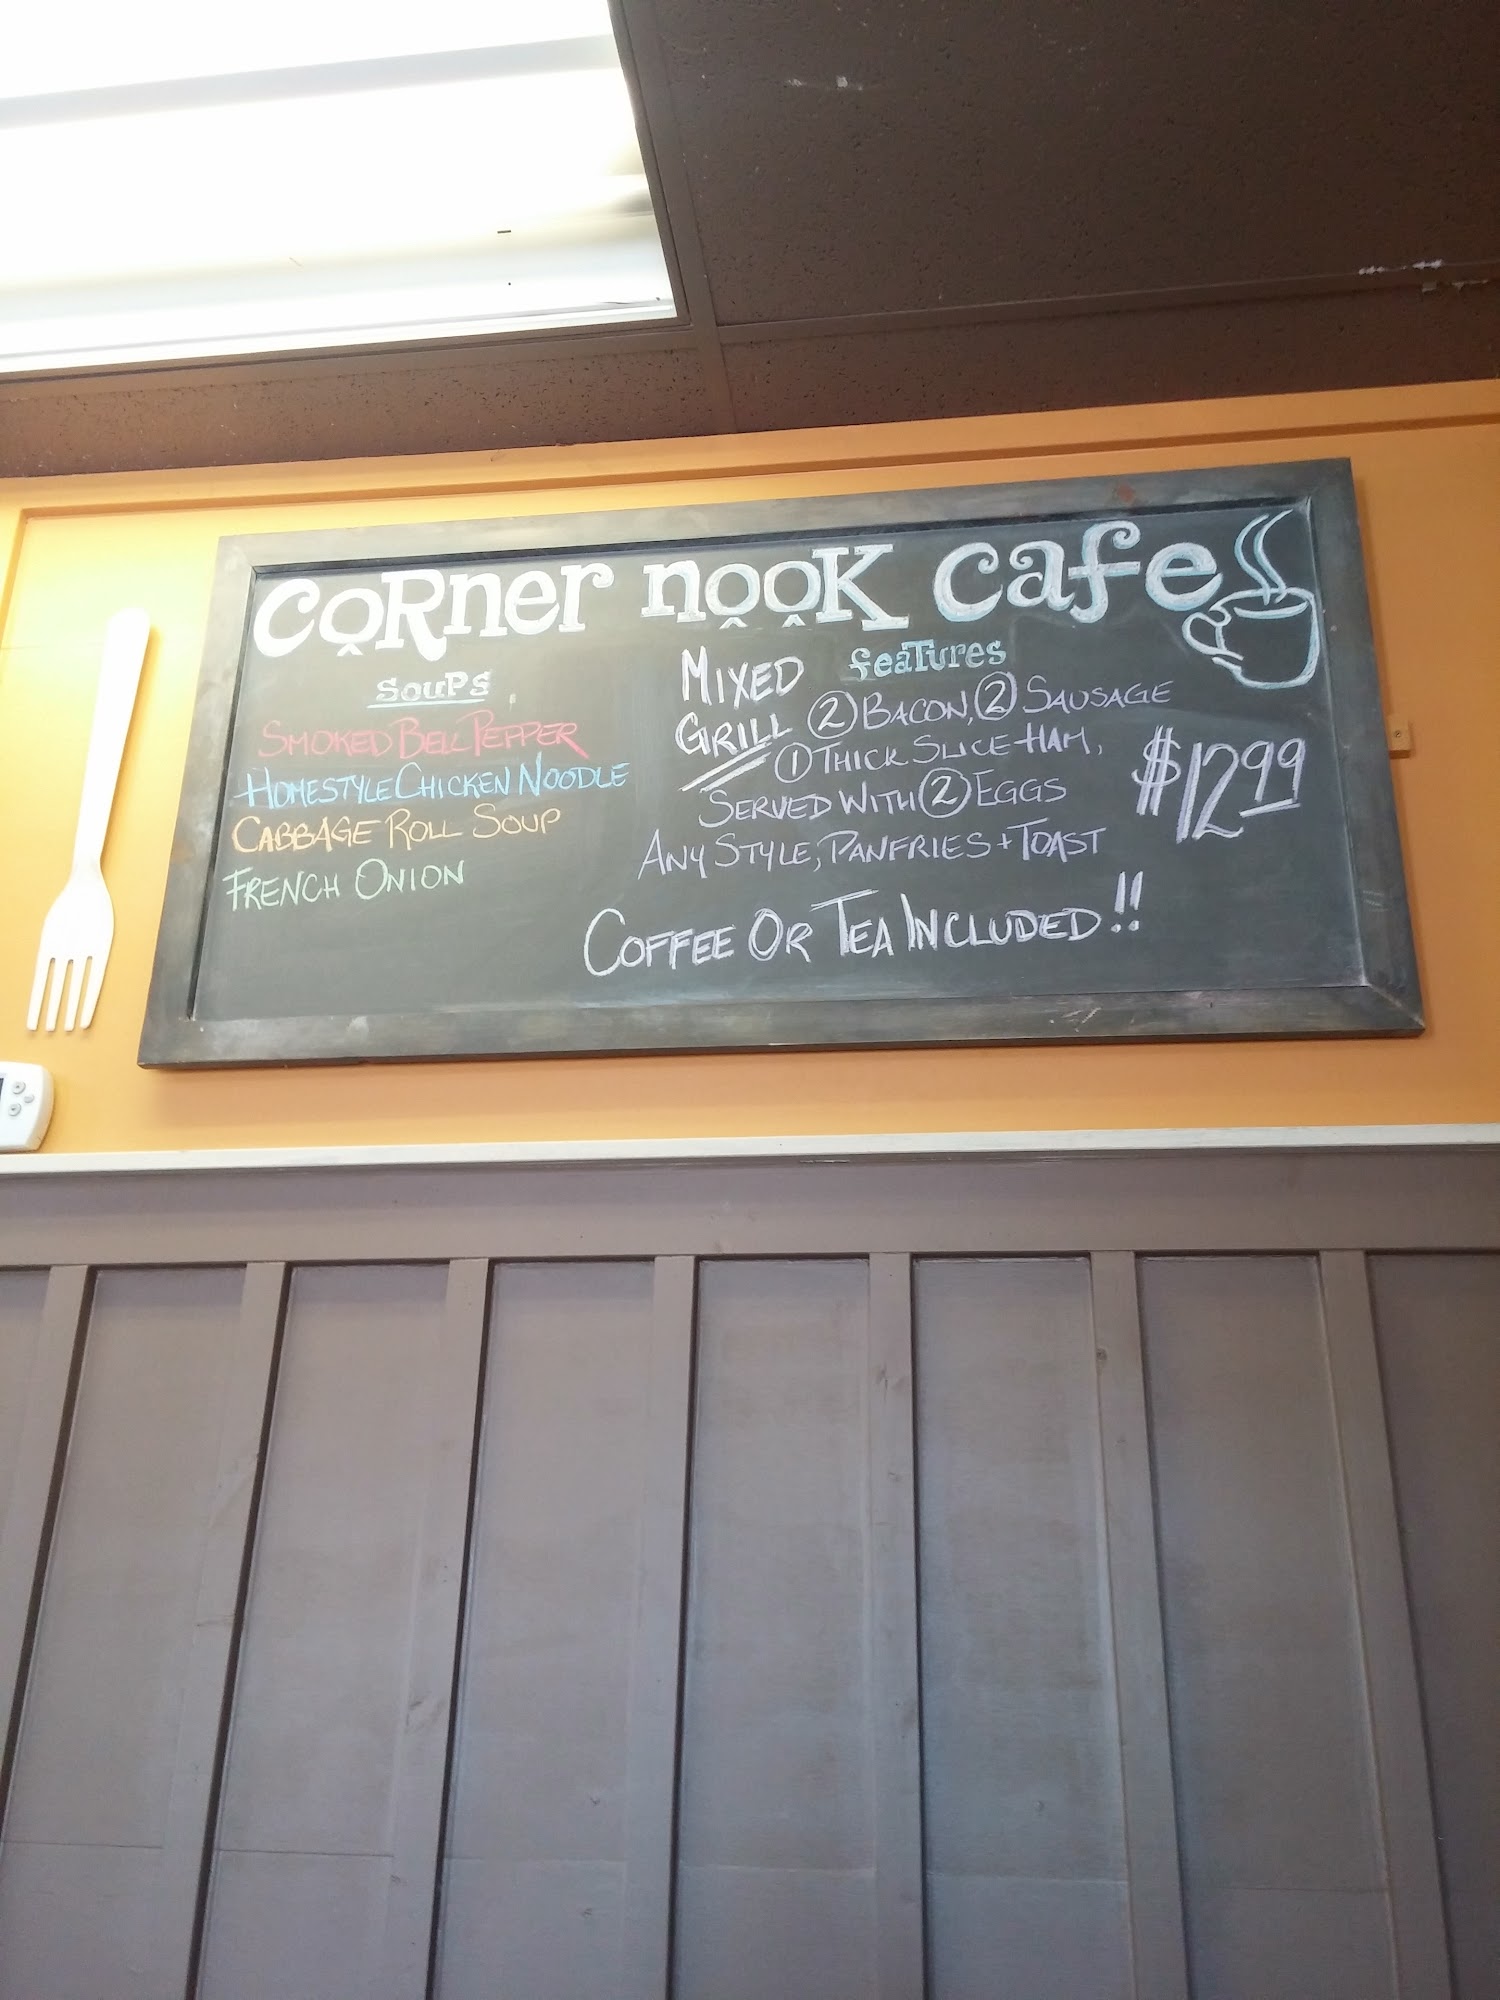 CORNER NOOK CAFE
SOUPS
SMOKED BELL PEPPER
HOMESTYLE CHICKEN NOODLE
CABBAGE ROLL SOUP
FRENCH ONION
FEATURES
MIXED
GRILL 2 BACON, 2 SAUSAGE
1 THICK SLICE HAM,
SERVED WITH 2 EGGS
ANY STYLE, PANFRIES + TOAST
$12.99
COFFEE OR TEA INCLUDED!!